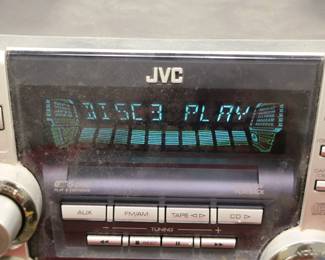 JVC
DISC3 PLAY
AUX FM/AM TAPE ◁▷ CD ▷
− TUNING +